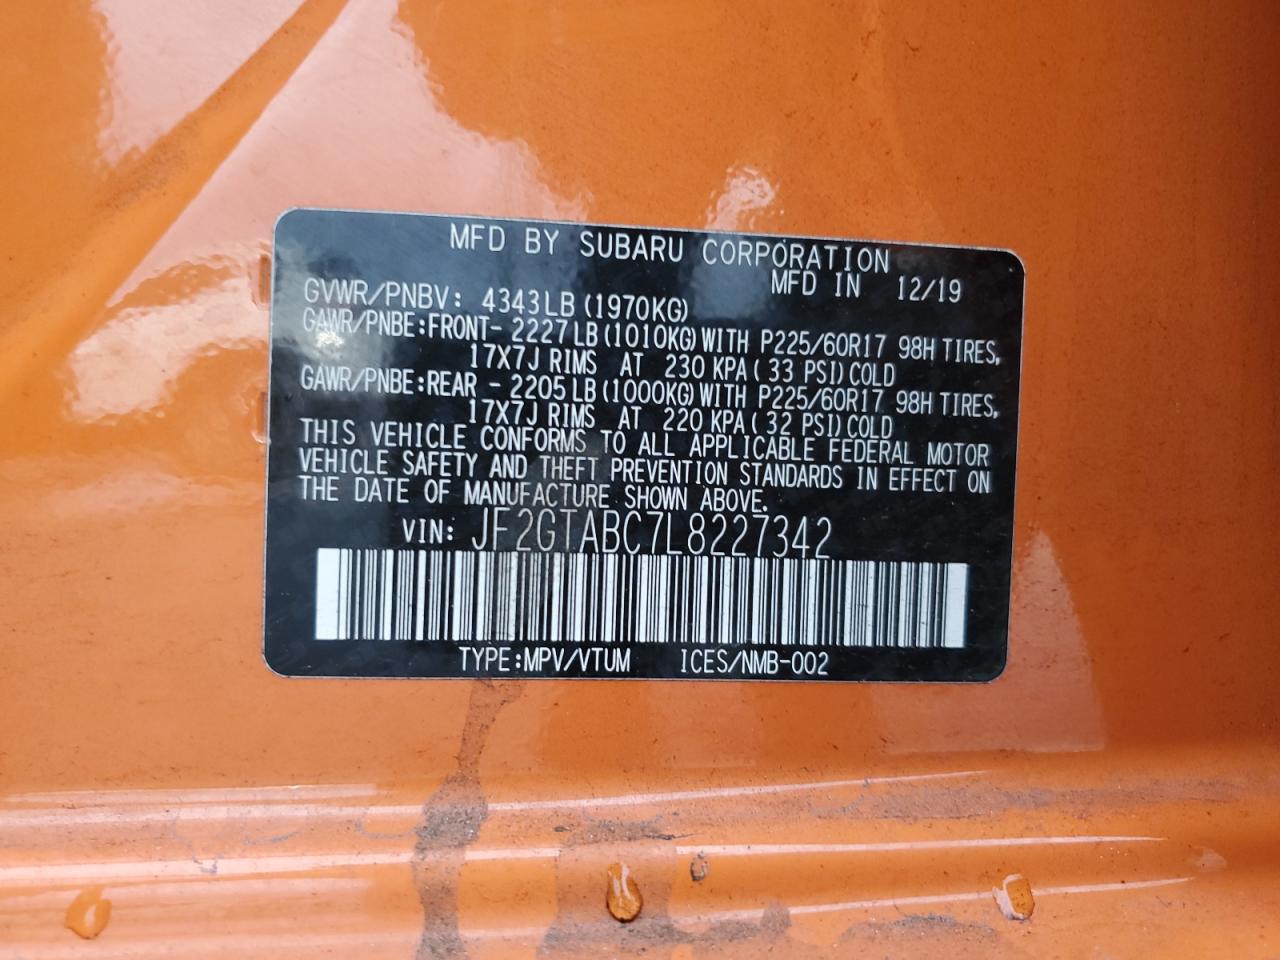 MFD BY SUBARU CORPORATION
MFD IN 12/19
GVWR/PNBV: 4343LB(1970KG)
GAWR/PNBE:FRONT- 2227LB(1010KG)WITH P225/60R17 98H TIRES,
17X7J RIMS AT 230 KPA( 33 PSI)COLD
GAWR/PNBE:REAR - 2205LB(1000KG)WITH P225/60R17 98H TIRES,
17X7J RIMS AT 220 KPA( 32 PSI)COLD
THIS VEHICLE CONFORMS TO ALL APPLICABLE FEDERAL MOTOR
VEHICLE SAFETY AND THEFT PREVENTION STANDARDS IN EFFECT ON
THE DATE OF MANUFACTURE SHOWN ABOVE.
VIN: JF2GTABC7L8227342
TYPE:MPV/VTUM ICES/NMB-002